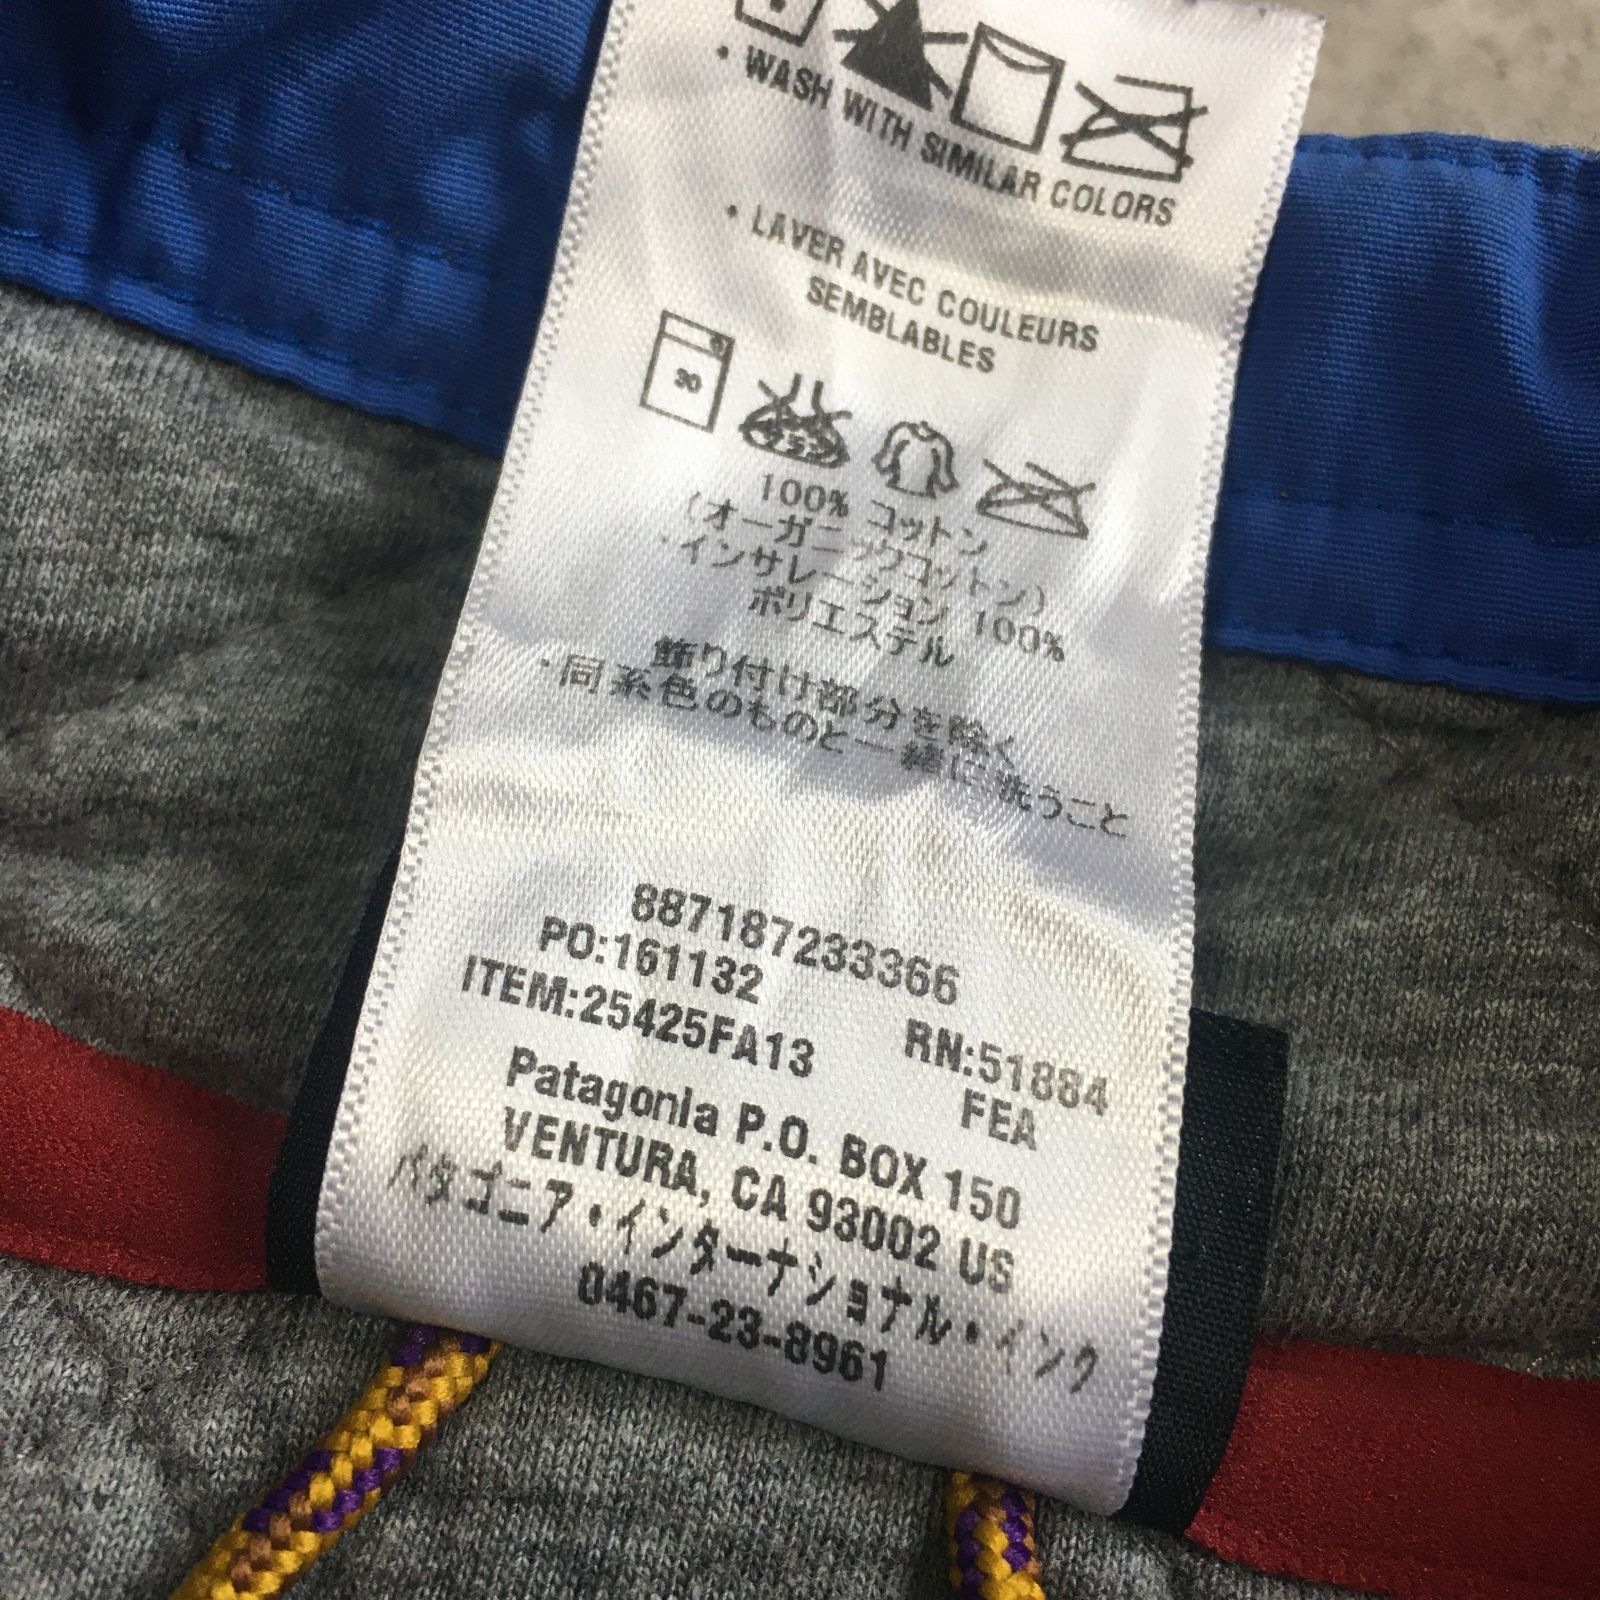 • WASH WITH SIMILAR COLORS
• LAVER AVEC COULEURS
SEMBLABLES
30
100% コットン
(オーガニックコットン)
・インサレーション 100%
ポリエステル
飾り付け部分を除く
・同系色のものと一緒に洗うこと
887187233366
PO:161132 RN:51884
ITEM:25425FA13 FEA
Patagonia P.O. BOX 150
VENTURA, CA 93002 US
パタゴニア・インターナショナル・インク
0467-23-8961